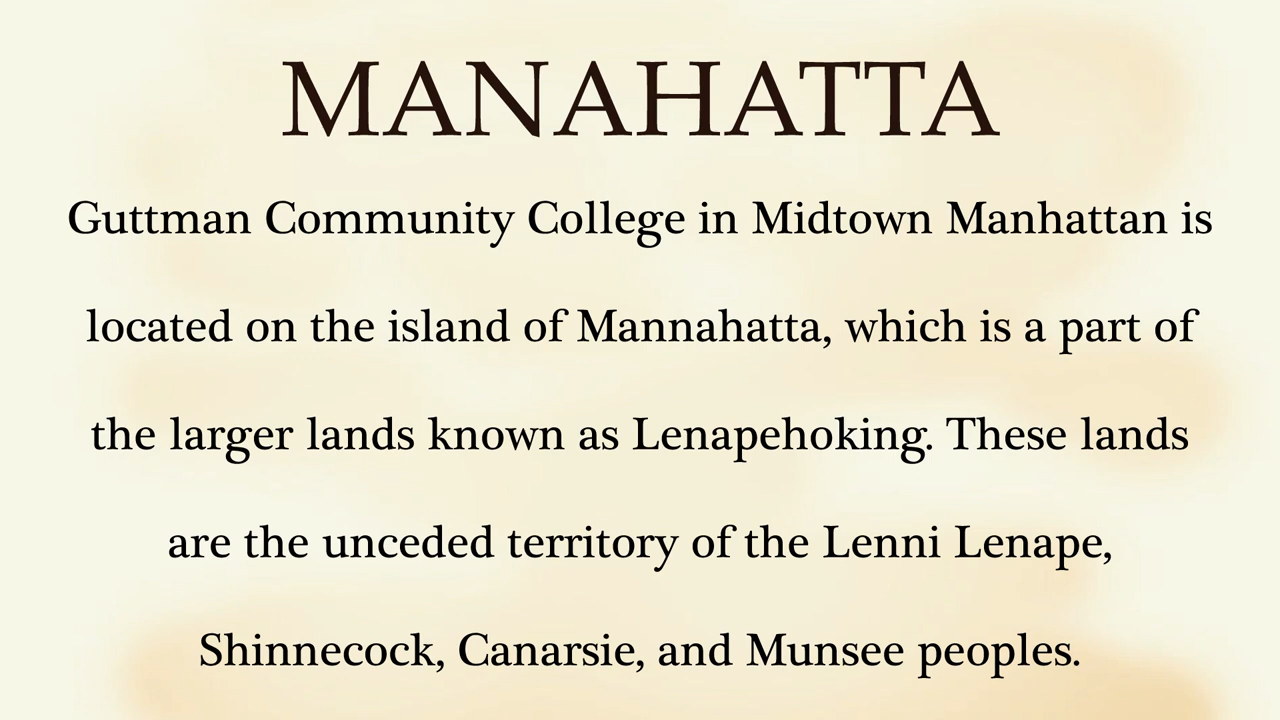 MANAHATTA
Guttman Community College in Midtown Manhattan is
located on the island of Mannahatta, which is a part of
the larger lands known as Lenapehoking. These lands
are the unceded territory of the Lenni Lenape,
Shinnecock, Canarsie, and Munsee peoples.